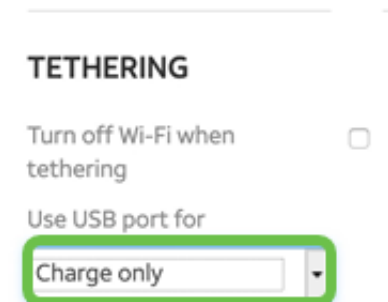 TETHERING
Turn off Wi-Fi when
tethering
Use USB port for
Charge only